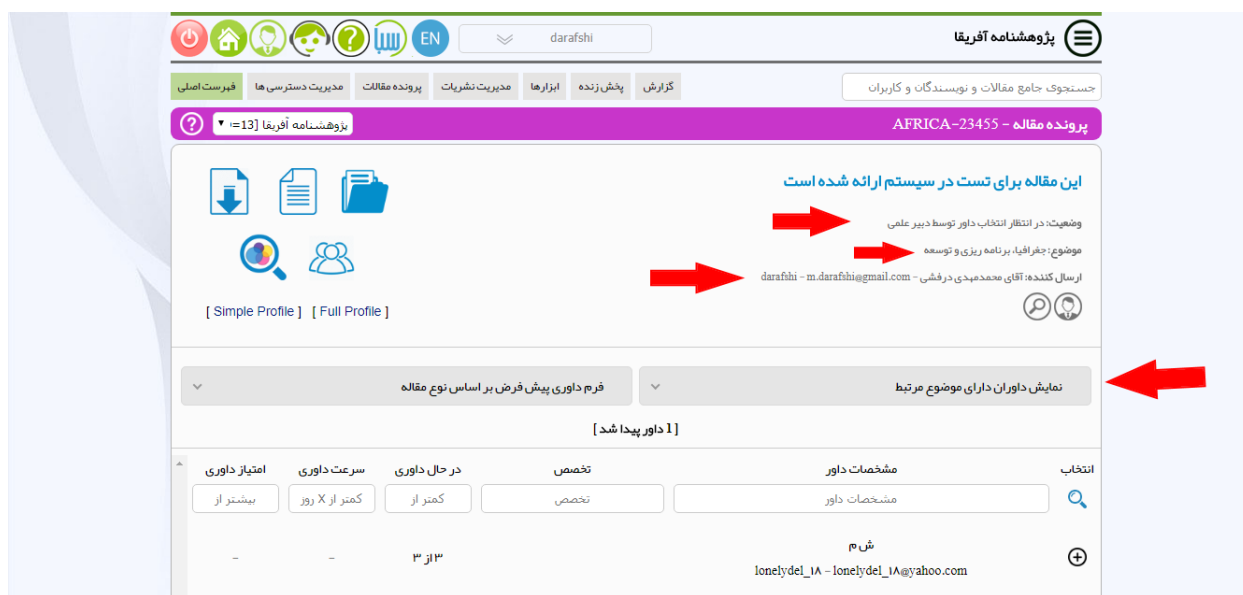 پژوهشنامه آفریقا
darafshi
EN
جستجوی جامع مقالات و نویسندگان و کاربران
گزارش
پخش زنده
ابزارها
مدیریت نشریات
پرونده مقالات
مدیریت دسترسی ها
فهرست اصلی
پرونده مقاله - AFRICA-23455
پژوهشنامه آفریقا [13=
این مقاله برای تست در سیستم ارائه شده است
وضعیت: در انتظار انتخاب داور توسط دبیر علمی
موضوع: جغرافیا، برنامه ریزی و توسعه
ارسال کننده: آقای محمدمهدی درفشی - darafshi - m.darafshi@gmail.com
[ Simple Profile ] [ Full Profile ]
نمایش داوران دارای موضوع مرتبط
فرم داوری پیش فرض بر اساس نوع مقاله
[ 1 داور پیدا شد ]
انتخاب
مشخصات داور
تخصص
در حال داوری
سرعت داوری
امتیاز داوری
مشخصات داور
تخصص
کمتر از
کمتر از X روز
بیشتر از
ش م
۳ از ۳
-
-
lonelydel_۱۸ - lonelydel_۱۸@yahoo.com